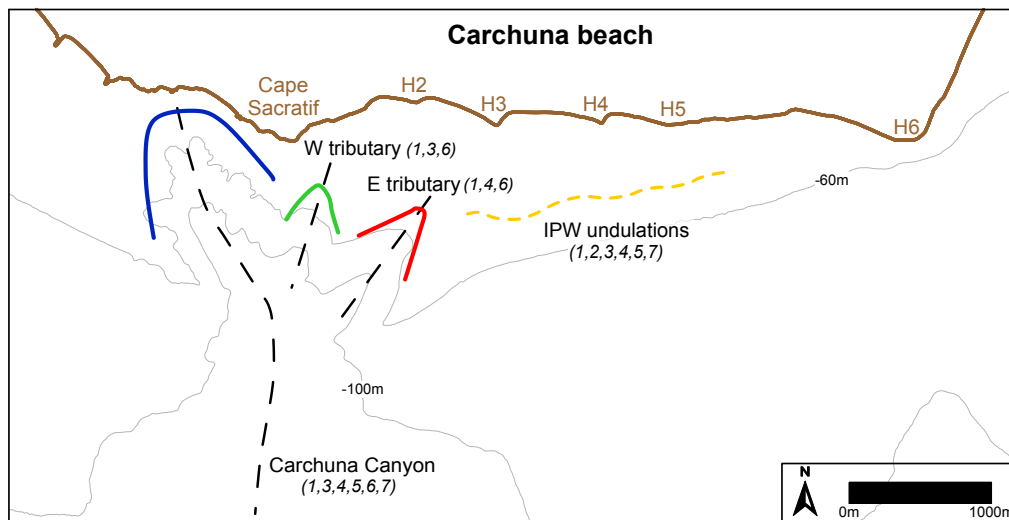 Carchuna beach
Cape
Sacratif
H2
H3
H4
H5
H6
W tributary (1,3,6)
E tributary (1,4,6)
-60m
IPW undulations
(1,2,3,4,5,7)
-100m
Carchuna Canyon
(1,3,4,5,6,7)
N
0m
1000m